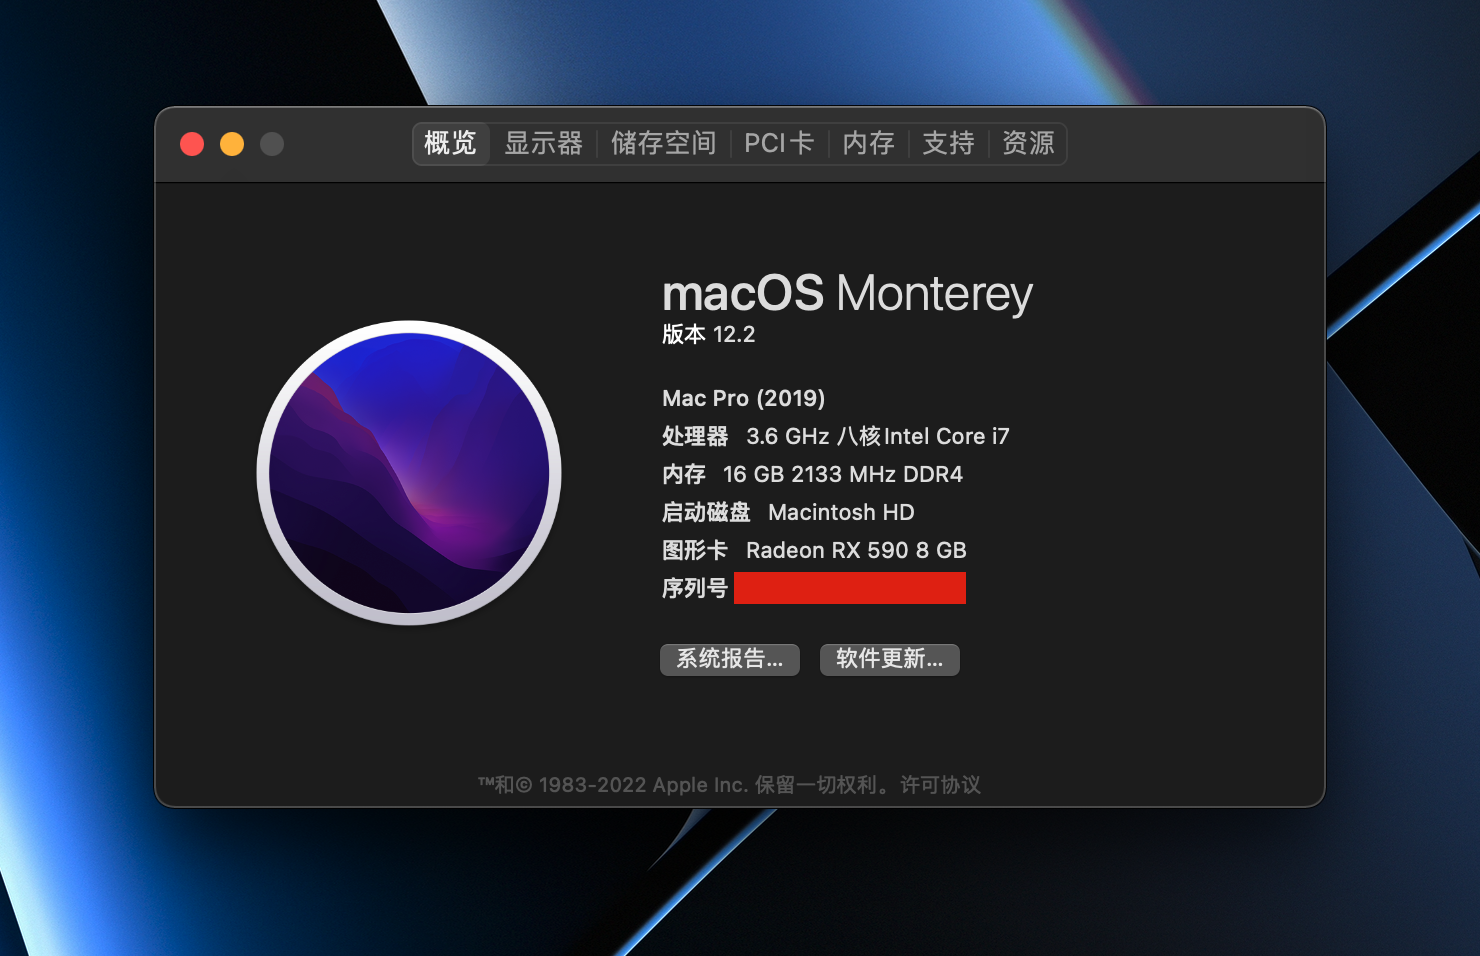 概览 显示器 储存空间 PCI卡 内存 支持 资源
macOS Monterey
版本 12.2
Mac Pro (2019)
处理器 3.6 GHz 八核Intel Core i7
内存 16 GB 2133 MHz DDR4
启动磁盘 Macintosh HD
图形卡 Radeon RX 590 8 GB
序列号
系统报告... 软件更新...
™和© 1983-2022 Apple Inc. 保留一切权利。许可协议